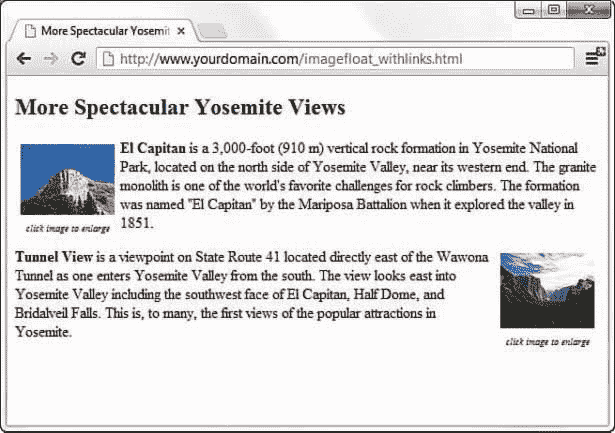 More Spectacular Yosemit
http://www.yourdomain.com/imagefloat_withlinks.html
More Spectacular Yosemite Views
El Capitan is a 3,000-foot (910 m) vertical rock formation in Yosemite National
Park, located on the north side of Yosemite Valley, near its western end. The granite
monolith is one of the world's favorite challenges for rock climbers. The formation
was named "El Capitan" by the Mariposa Battalion when it explored the valley in
1851.
click image to enlarge
Tunnel View is a viewpoint on State Route 41 located directly east of the Wawona
Tunnel as one enters Yosemite Valley from the south. The view looks east into
Yosemite Valley including the southwest face of El Capitan, Half Dome, and
Bridalveil Falls. This is, to many, the first views of the popular attractions in
Yosemite.
click image to enlarge